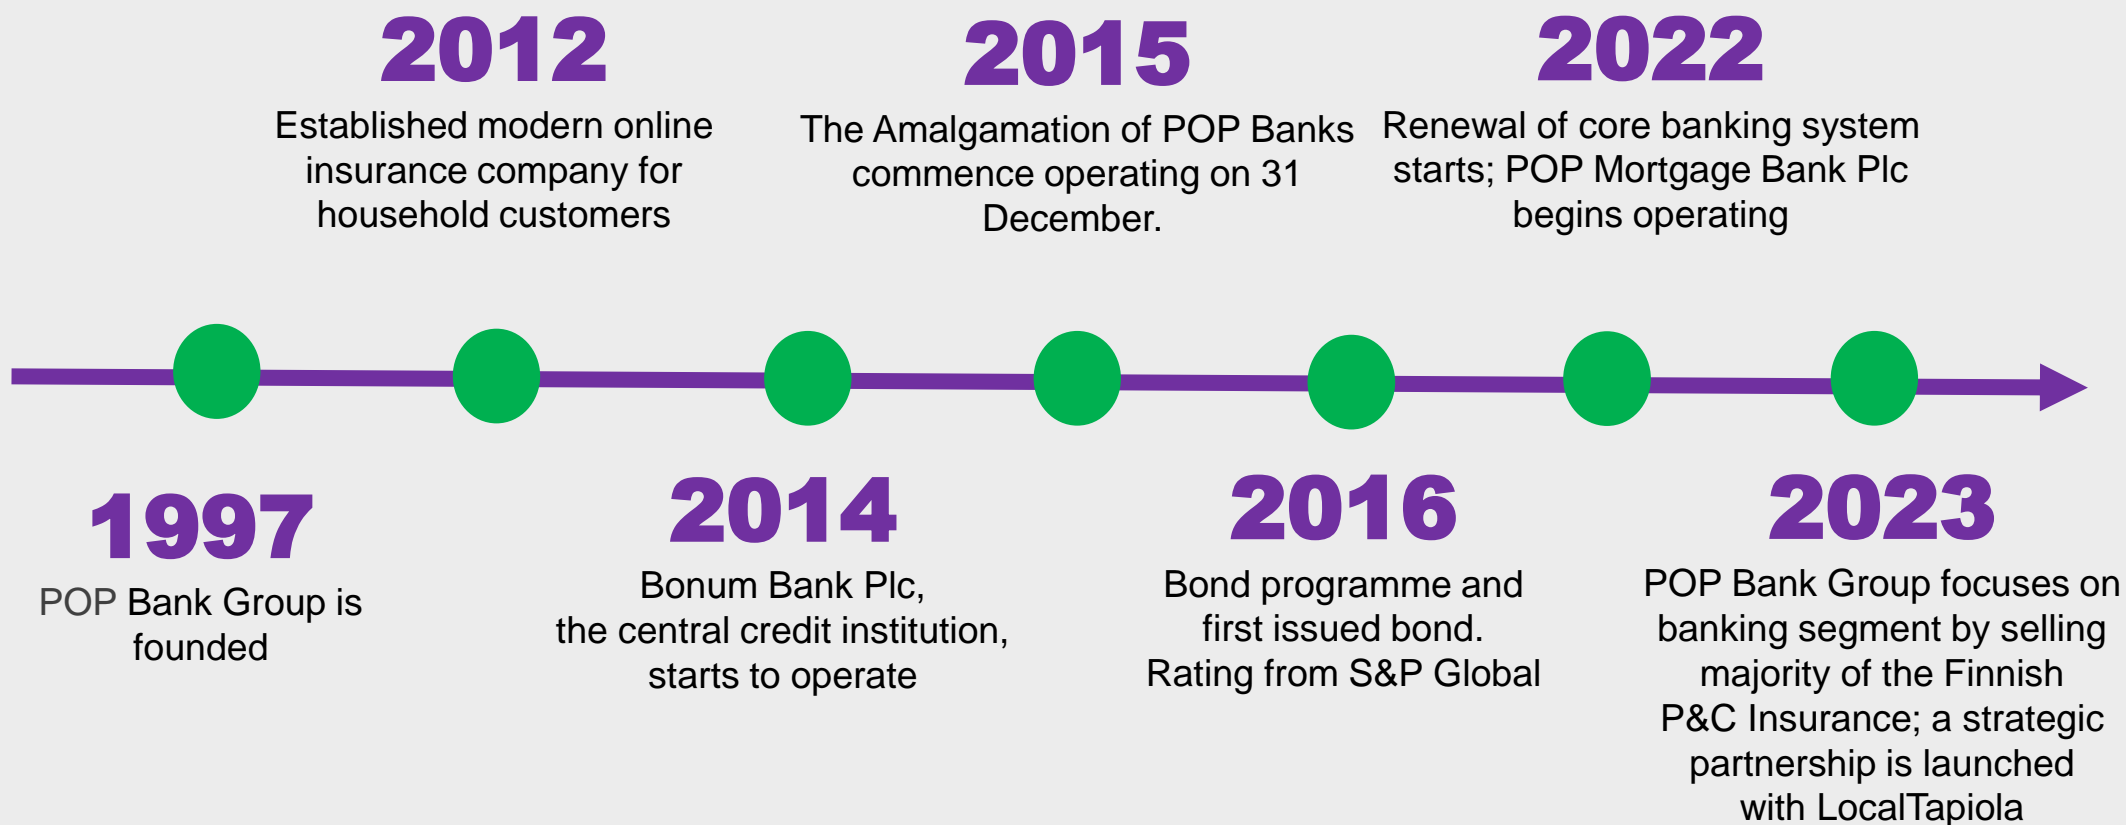 2012
Established modern online
insurance company for
household customers
2015
The Amalgamation of POP Banks
commence operating on 31
December.
2022
Renewal of core banking system
starts; POP Mortgage Bank Plc
begins operating
1997
POP Bank Group is
founded
2014
Bonum Bank Plc,
the central credit institution,
starts to operate
2016
Bond programme and
first issued bond.
Rating from S&P Global
2023
POP Bank Group focuses on
banking segment by selling
majority of the Finnish
P&C Insurance; a strategic
partnership is launched
with LocalTapiola